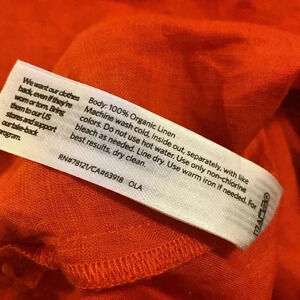 We want our clothes
back, even if they're
worn or torn. Bring
them to our US
stores and support
our take-back
program.
Body: 100% Organic Linen
Machine wash cold, inside out, separately, with like
colors. Do not use hot water. Use only non-chlorine
bleach as needed. Line dry. Use warm iron if needed. For
best results, dry clean.
RN#78121/CA#63918 OLA